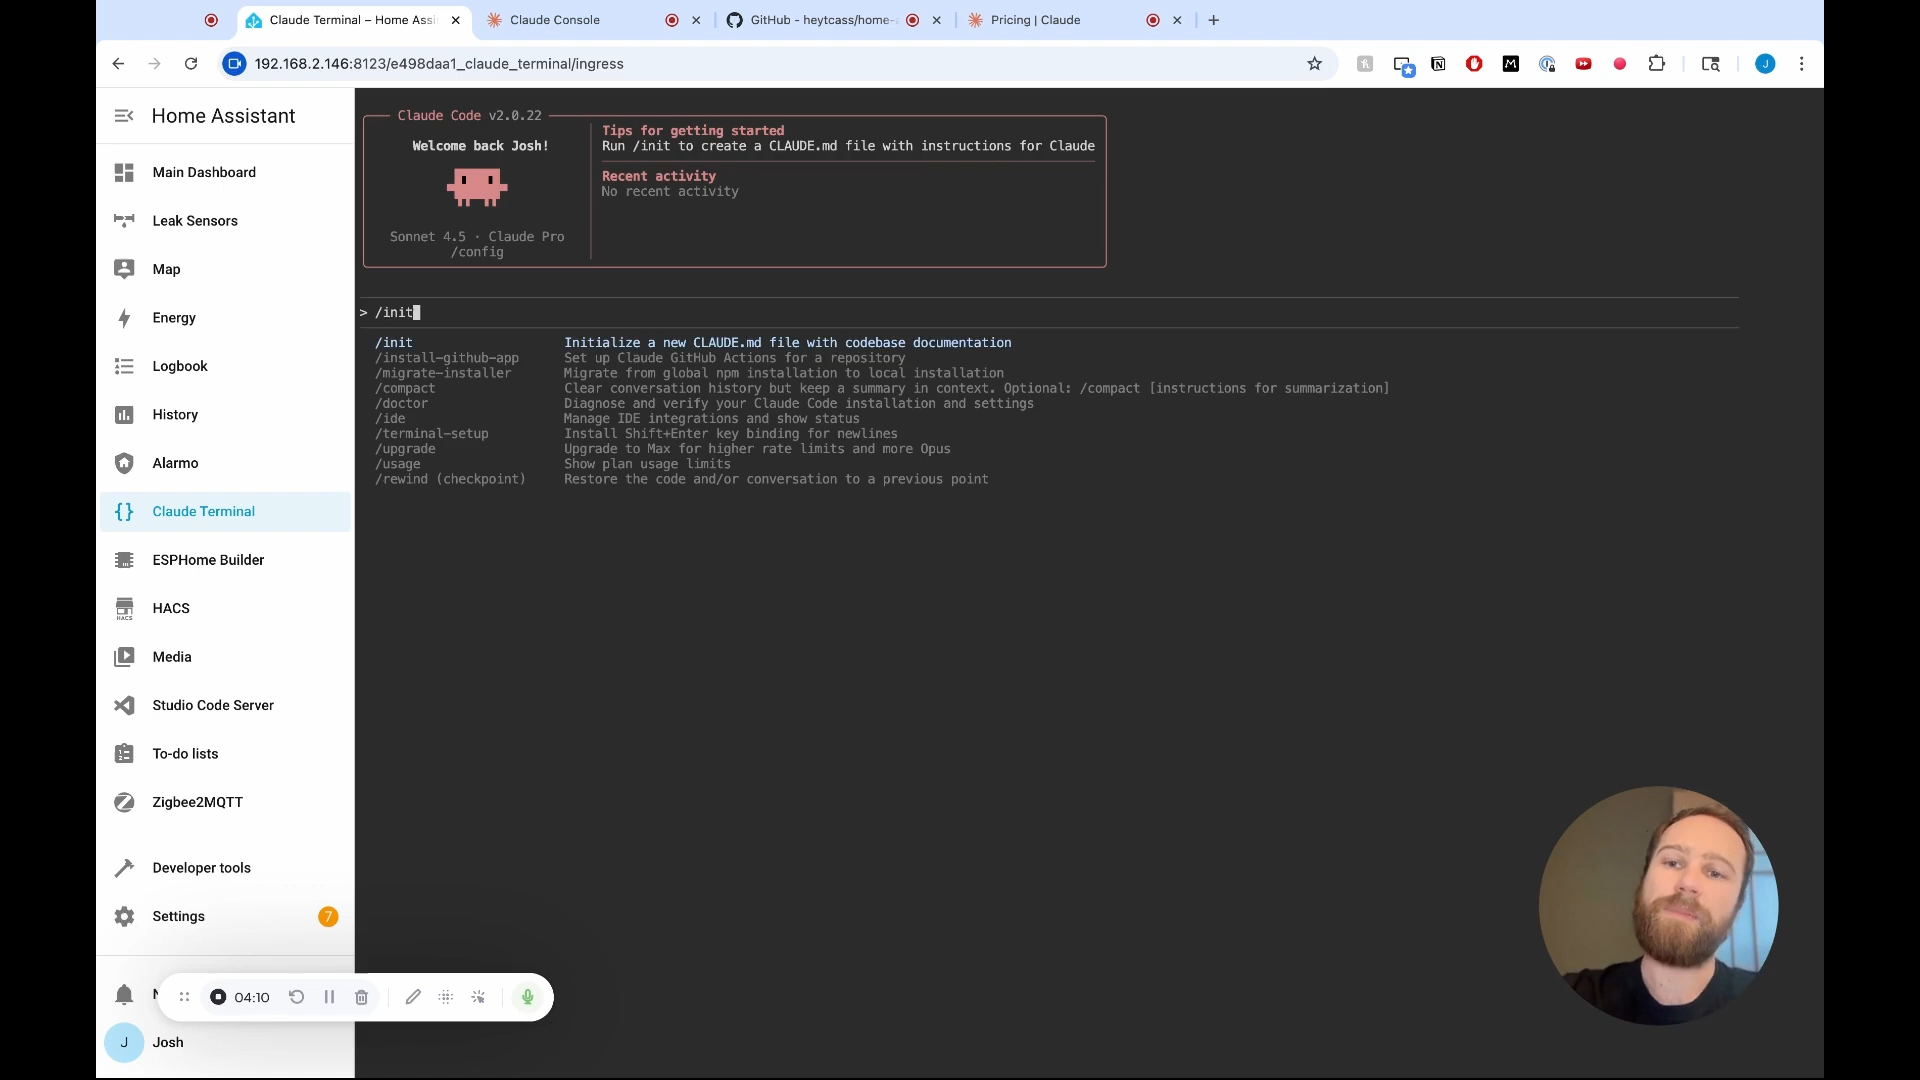 Claude Terminal – Home Assi
Claude Console
GitHub - heytcass/home-
Pricing | Claude
192.168.2.146:8123/e498daa1_claude_terminal/ingress
J
Home Assistant
Main Dashboard
Leak Sensors
Map
Energy
Logbook
History
Alarmo
Claude Terminal
ESPHome Builder
HACS
HACS
Media
Studio Code Server
To-do lists
Zigbee2MQTT
Developer tools
Settings
7
N
04:10
J
Josh
Claude Code v2.0.22
Welcome back Josh!
Sonnet 4.5 · Claude Pro
/config
Tips for getting started
Run /init to create a CLAUDE.md file with instructions for Claude
Recent activity
No recent activity
> /init
/init Initialize a new CLAUDE.md file with codebase documentation
/install-github-app Set up Claude GitHub Actions for a repository
/migrate-installer Migrate from global npm installation to local installation
/compact Clear conversation history but keep a summary in context. Optional: /compact [instructions for summarization]
/doctor Diagnose and verify your Claude Code installation and settings
/ide Manage IDE integrations and show status
/terminal-setup Install Shift+Enter key binding for newlines
/upgrade Upgrade to Max for higher rate limits and more Opus
/usage Show plan usage limits
/rewind (checkpoint) Restore the code and/or conversation to a previous point